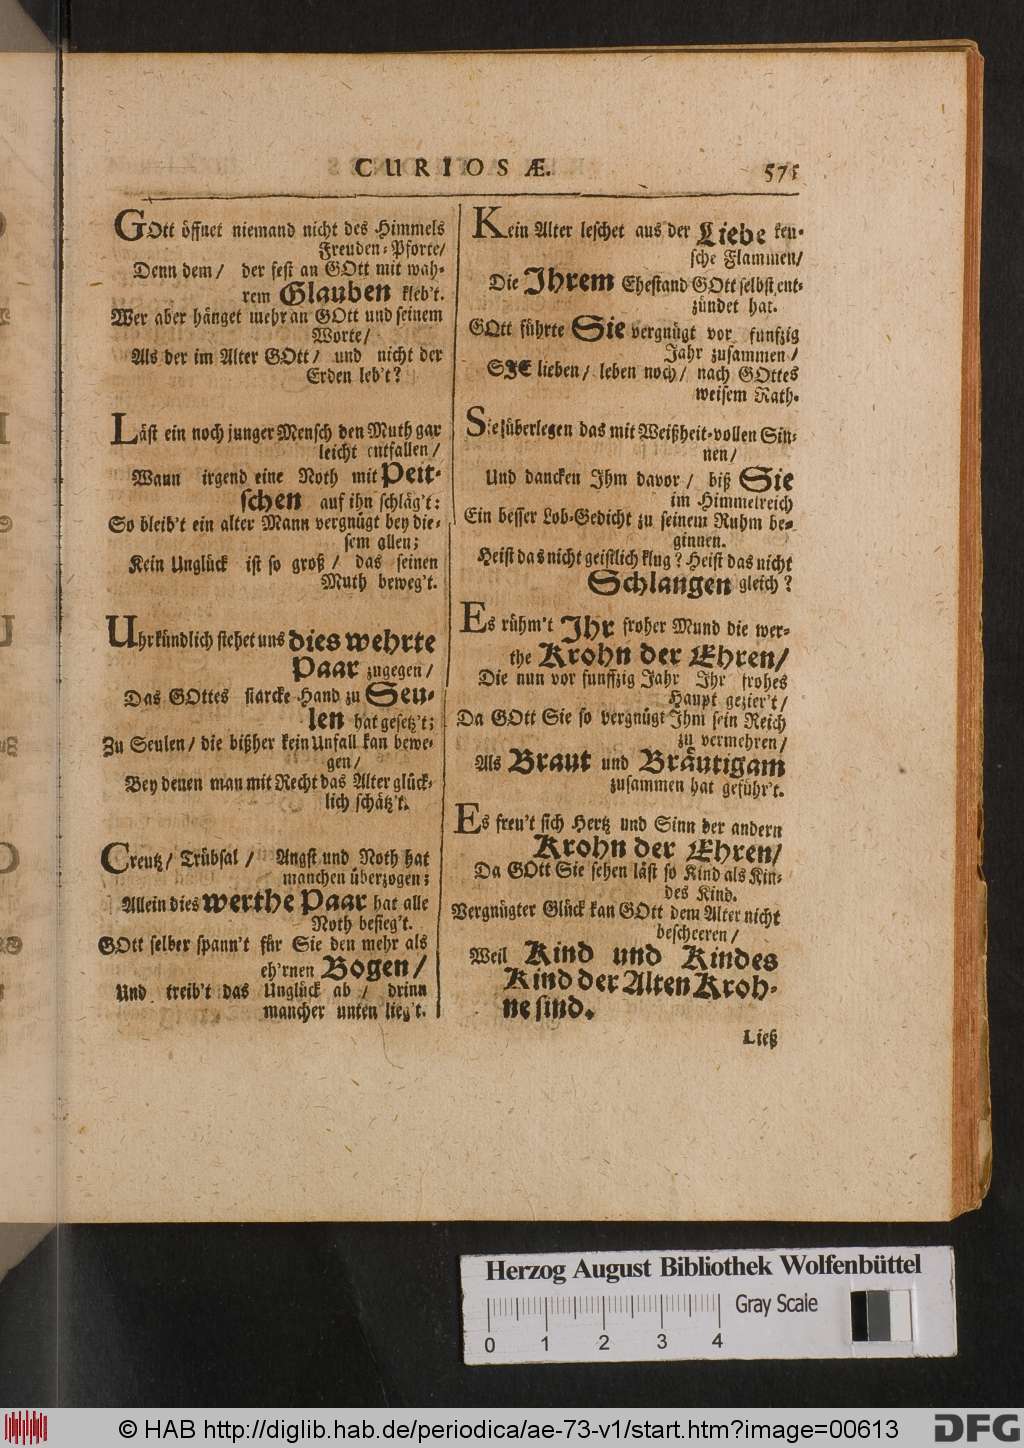 CURIOSÆ.
571
GOtt öffnet niemand nicht des Himmels
Freuden-Pforte/
Denn dem/ der fest an GOtt mit wah-
rem Glauben kleb't.
Wer aber hänget mehr an GOtt und seinem
Worte/
Als der im Alter GOtt/ und nicht der
Erden leb't?
Läst ein noch junger Mensch den Muth gar
leicht entfallen/
Wann irgend eine Noth mit Peit-
schen auf ihn schläg't:
So bleib't ein alter Mann vergnügt bey die-
sem allen;
Kein Unglück ist so groß/ das seinen
Muth beweg't.
Uhrkündlich stehet uns dies wehrte
Paar zugegen/
Das GOttes starcke Hand zu Seu-
len hat gesetz't;
Zu Seulen/ die bißher kein Unfall kan bewe-
gen/
Bey denen man mit Recht das Alter glück-
lich schätz't.
Creutz/ Trübsal/ Angst und Noth hat
manchen überzogen;
Allein dies werthe Paar hat alle
Noth besieg't.
GOtt selber spann't für Sie den mehr als
eh'rnen Bogen/
Und treib't das Unglück ab/ drinn
mancher unten lieg't.
Kein Alter leschet aus der Liebe keu-
sche Flammen/
Die Ihrem Ehestand GOtt selbst ent-
zündet hat.
GOtt führte Sie vergnügt vor funfzig
Jahr zusammen/
SIE lieben/ leben noch/ nach GOttes
weisem Rath.
Sie überlegen das mit Weißheit-vollen Sin-
nen/
Und dancken Ihm davor/ biß Sie
im Himmelreich
Ein besser Lob-Gedicht zu seinem Ruhm be-
ginnen.
Heist das nicht geistlich klug? Heist das nicht
Schlangen gleich?
Es rühm't Ihr froher Mund die wer-
the Krohn der Ehren/
Die nun vor funffzig Jahr Ihr frohes
Haupt gezier't/
Da GOtt Sie so vergnügt Ihm sein Reich
zu vermehren/
Als Braut und Bräutigam
zusammen hat geführ't.
Es freu't sich Hertz und Sinn der andern
Krohn der Ehren/
Da GOtt Sie sehen läst so Kind als Kin-
des Kind.
Vergnügter Glück kan GOtt dem Alter nicht
bescheeren/
Weil Kind und Kindes
Kind der Alten Kroh-
ne sind.
Ließ
Herzog August Bibliothek Wolfenbüttel
Gray Scale
0 1 2 3 4
© HAB http://diglib.hab.de/periodica/ae-73-v1/start.htm?image=00613
DFG